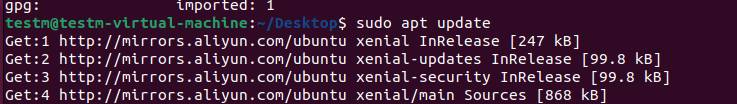 gpg:               imported: 1
testm@testm-virtual-machine:~/Desktop$ sudo apt update
Get:1 http://mirrors.aliyun.com/ubuntu xenial InRelease [247 kB]
Get:2 http://mirrors.aliyun.com/ubuntu xenial-updates InRelease [99.8 kB]
Get:3 http://mirrors.aliyun.com/ubuntu xenial-security InRelease [99.8 kB]
Get:4 http://mirrors.aliyun.com/ubuntu xenial/main Sources [868 kB]